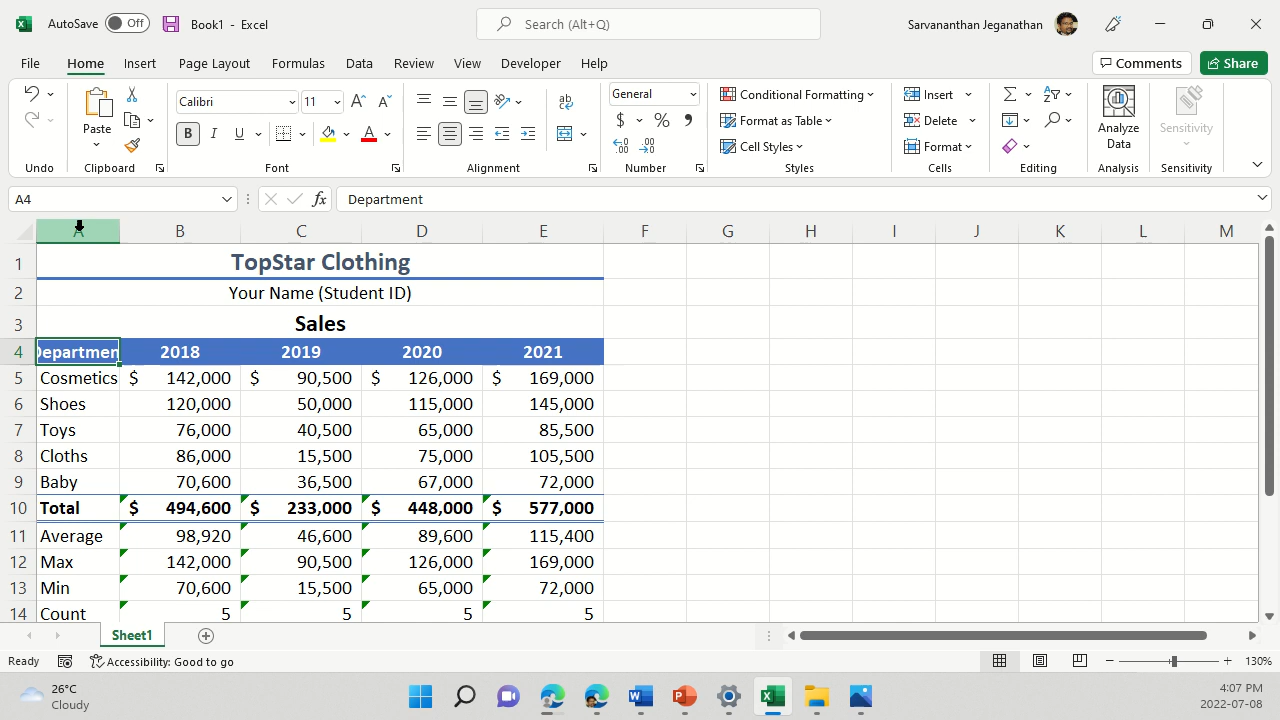 AutoSave Off Book1 - Excel Search (Alt+Q) Sarvananthan Jeganathan
File Home Insert Page Layout Formulas Data Review View Developer Help Comments Share
Calibri 11 General Conditional Formatting Insert
Paste B I U A $ % Format as Table Delete Analyze Data Sensitivity
Cell Styles Format
Undo Clipboard Font Alignment Number Styles Cells Editing Analysis Sensitivity
A4 fx Department
A B C D E F G H I J K L M
1 TopStar Clothing
2 Your Name (Student ID)
3 Sales
4 Departmen 2018 2019 2020 2021
5 Cosmetics $ 142,000 $ 90,500 $ 126,000 $ 169,000
6 Shoes 120,000 50,000 115,000 145,000
7 Toys 76,000 40,500 65,000 85,500
8 Cloths 86,000 15,500 75,000 105,500
9 Baby 70,600 36,500 67,000 72,000
10 Total $ 494,600 $ 233,000 $ 448,000 $ 577,000
11 Average 98,920 46,600 89,600 115,400
12 Max 142,000 90,500 126,000 169,000
13 Min 70,600 15,500 65,000 72,000
14 Count 5 5 5 5
Sheet1
Ready Accessibility: Good to go 130%
26°C 4:07 PM
Cloudy 2022-07-08